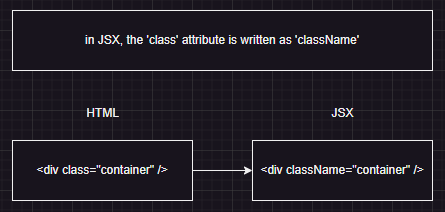 in JSX, the 'class' attribute is written as 'className'
HTML
JSX
<div class="container" />
<div className="container" />